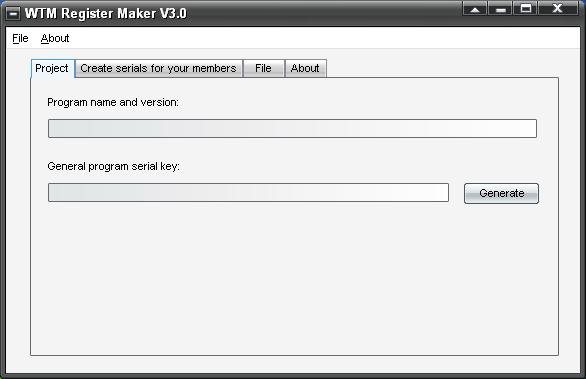 WTM Register Maker V3.0
File About
Project Create serials for your members File About
Program name and version:
General program serial key:
Generate